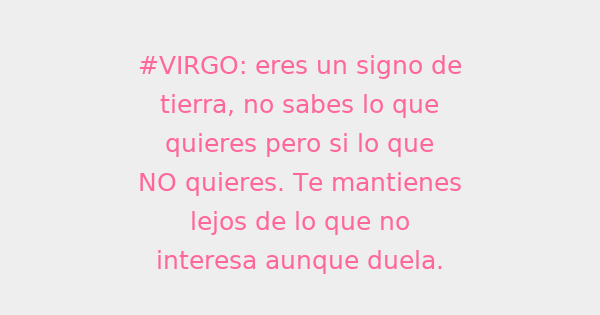 #VIRGO: eres un signo de
tierra, no sabes lo que
quieres pero si lo que
NO quieres. Te mantienes
lejos de lo que no
interesa aunque duela.